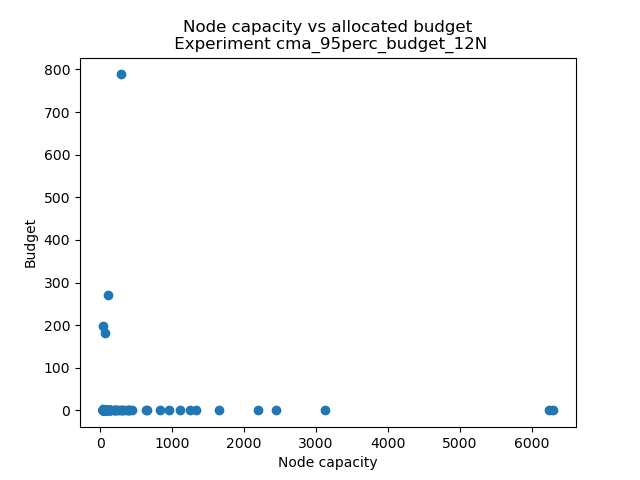 Node capacity vs allocated budget
Experiment cma_95perc_budget_12N
800
700
600
500
400
300
200
100
0
Budget
0 1000 2000 3000 4000 5000 6000
Node capacity